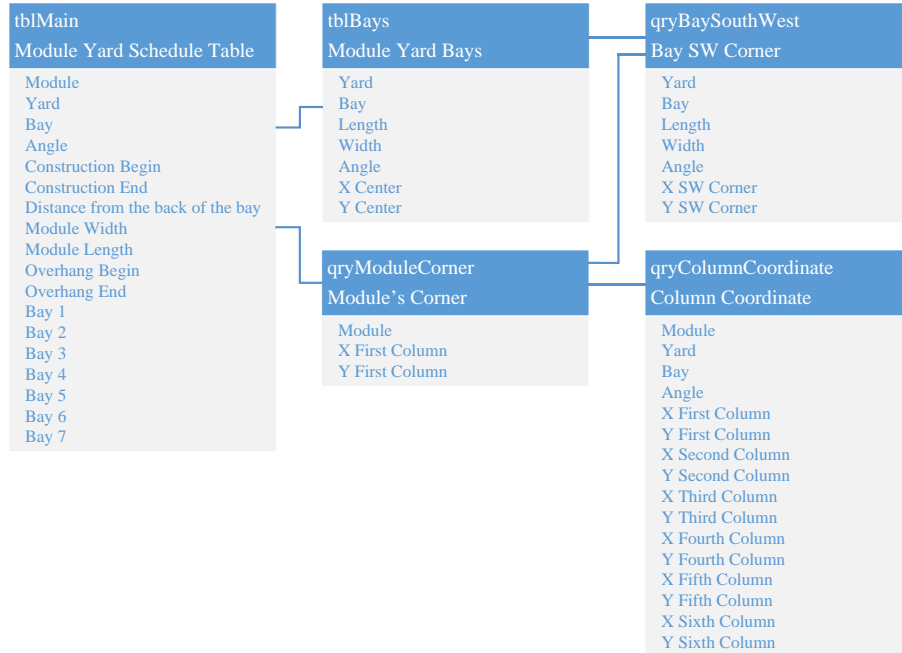 tblMain
Module Yard Schedule Table
Module
Yard
Bay
Angle
Construction Begin
Construction End
Distance from the back of the bay
Module Width
Module Length
Overhang Begin
Overhang End
Bay 1
Bay 2
Bay 3
Bay 4
Bay 5
Bay 6
Bay 7
tblBays
Module Yard Bays
Yard
Bay
Length
Width
Angle
X Center
Y Center
qryModuleCorner
Module’s Corner
Module
X First Column
Y First Column
qryBaySouthWest
Bay SW Corner
Yard
Bay
Length
Width
Angle
X SW Corner
Y SW Corner
qryColumnCoordinate
Column Coordinate
Module
Yard
Bay
Angle
X First Column
Y First Column
X Second Column
Y Second Column
X Third Column
Y Third Column
X Fourth Column
Y Fourth Column
X Fifth Column
Y Fifth Column
X Sixth Column
Y Sixth Column